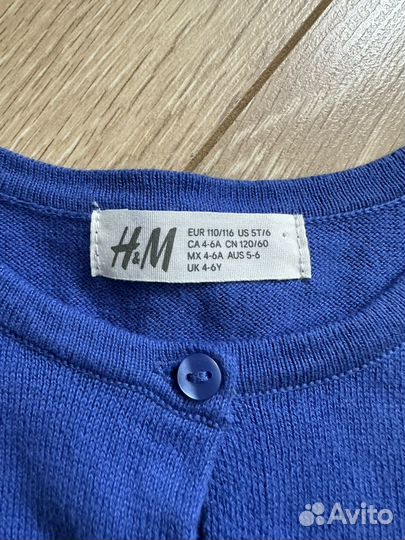 H&M
EUR 110/116 US 5T/6
CA 4-6A CN 120/60
MX 4-6A AUS 5-6
UK 4-6Y
Avito